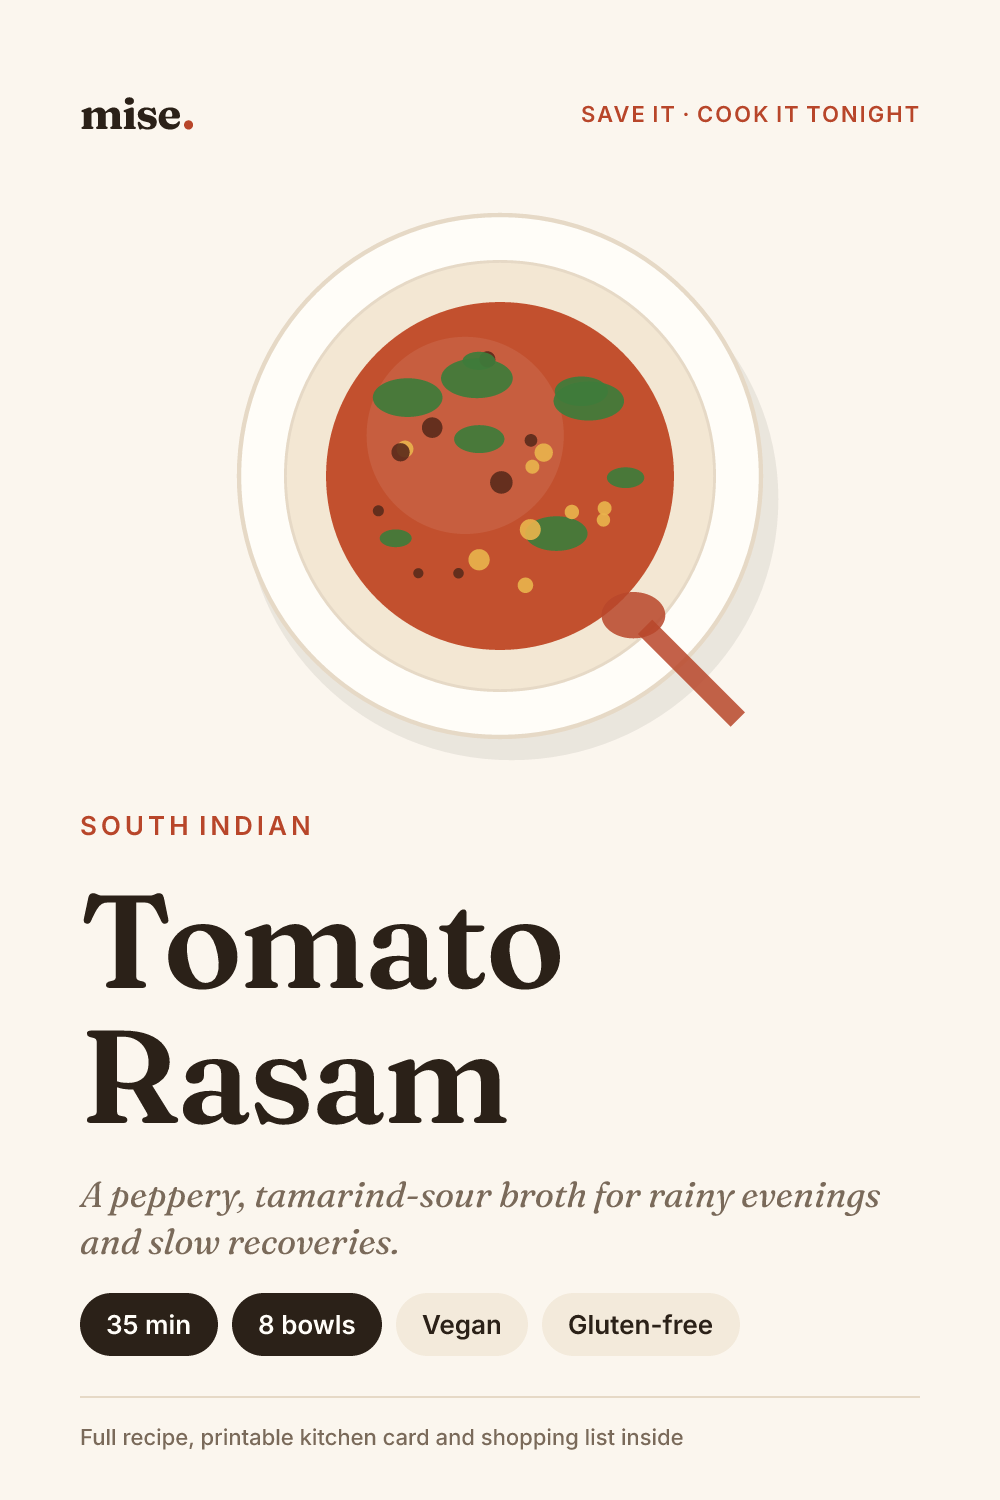 mise.
SAVE IT · COOK IT TONIGHT
SOUTH INDIAN
Tomato
Rasam
A peppery, tamarind-sour broth for rainy evenings
and slow recoveries.
35 min
8 bowls
Vegan
Gluten-free
Full recipe, printable kitchen card and shopping list inside